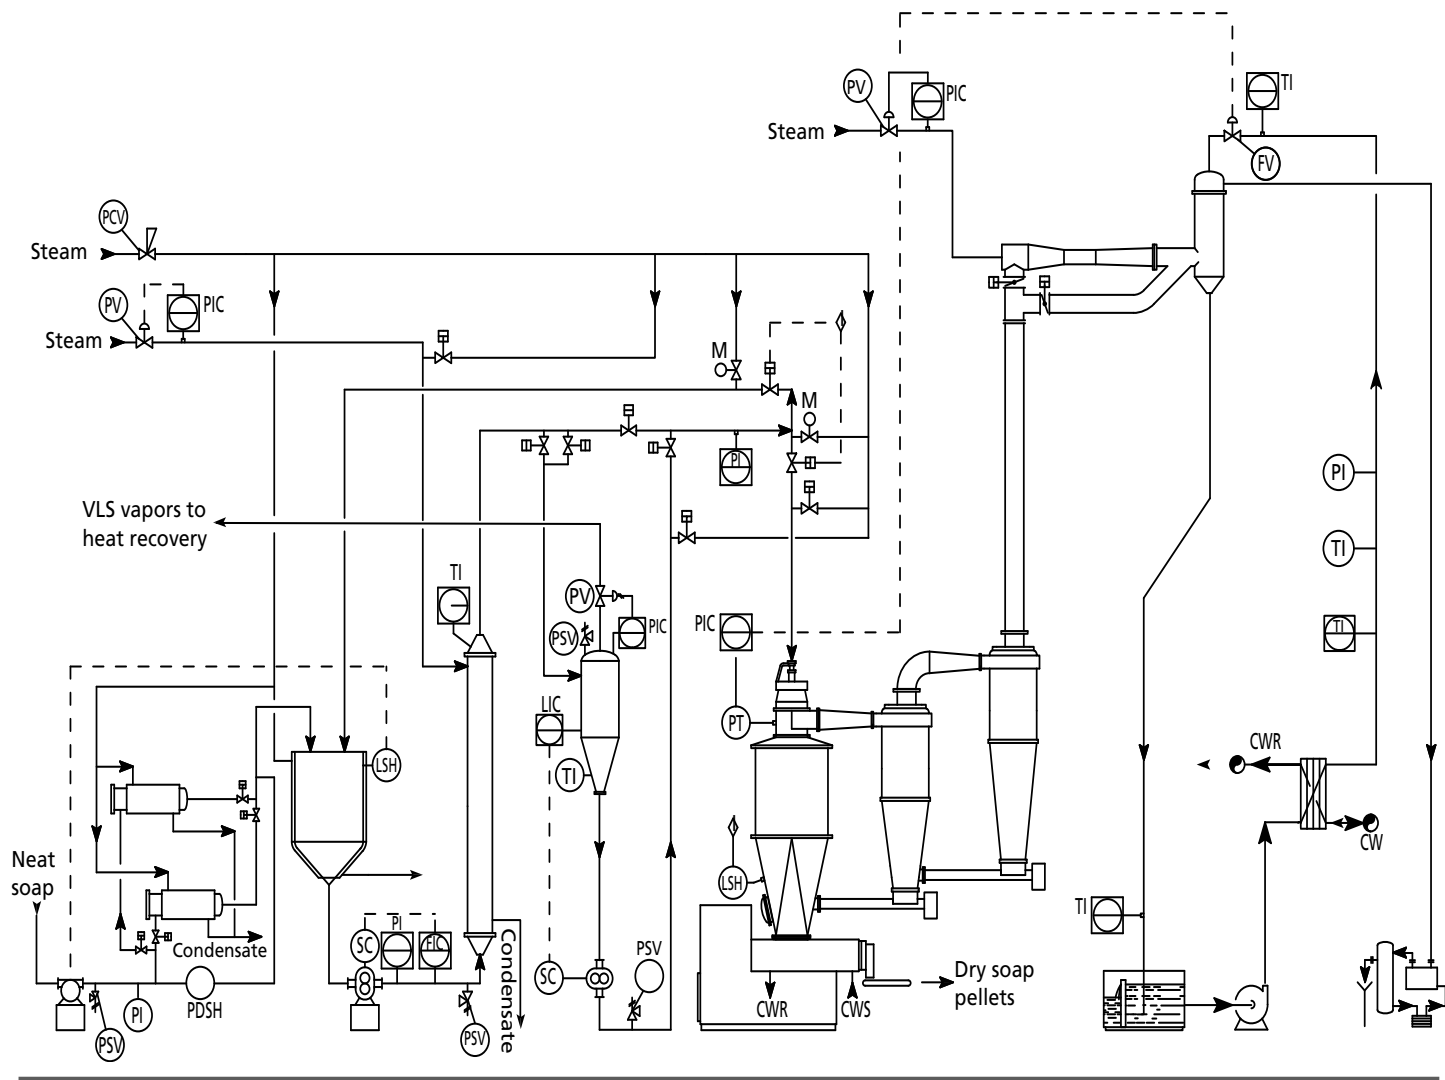 PV
PIC
TI
Steam
FV
PCV
Steam
PV
PIC
Steam
M
M
PI
PI
VLS vapors to
heat recovery
TI
TI
PV
PSV
PIC
PIC
TI
LIC
PT
LSH
TI
CWR
CW
Neat
soap
LSH
TI
PI
SC
FIC
Condensate
Condensate
PSV
SC
Dry soap
pellets
PDSH
PI
CWR
CWS
PSV
PSV